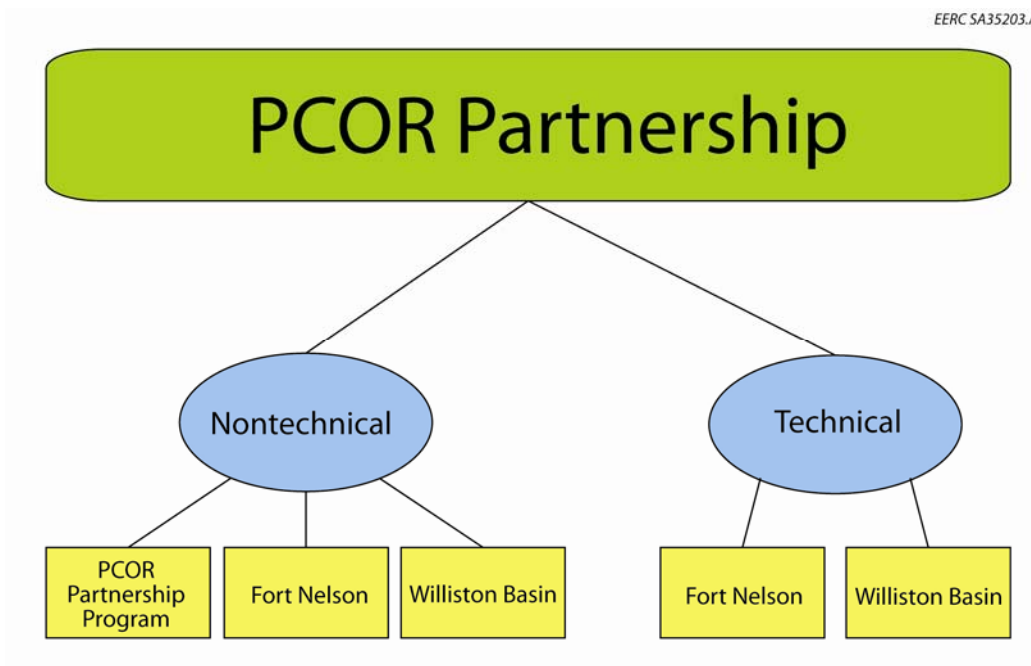 EERC SA35203.A
PCOR Partnership
Nontechnical
Technical
PCOR
Partnership
Program
Fort Nelson
Williston Basin
Fort Nelson
Williston Basin